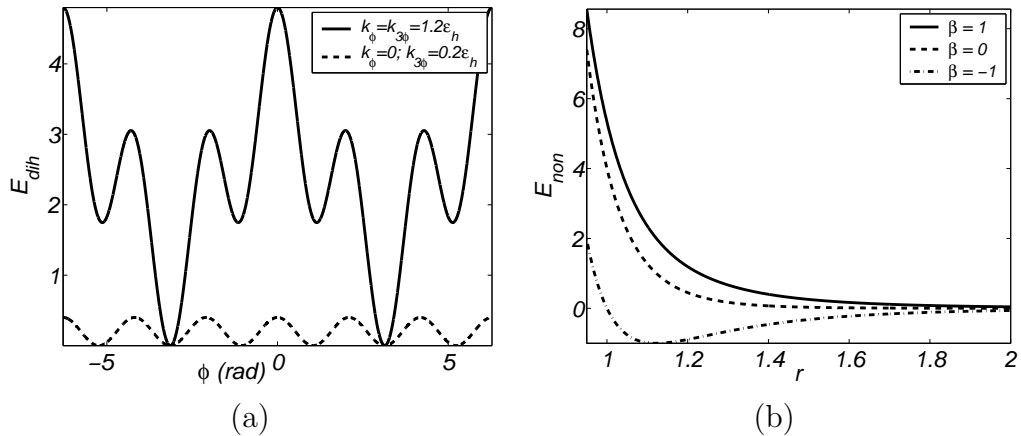 E_dih
4
3
2
1
k_ϕ=k_3ϕ=1.2ε_h
k_ϕ=0; k_3ϕ=0.2ε_h
−5 0 5
ϕ (rad)
(a)
E_non
8
6
4
2
0
β = 1
β = 0
β = −1
1 1.2 1.4 1.6 1.8 2
r
(b)